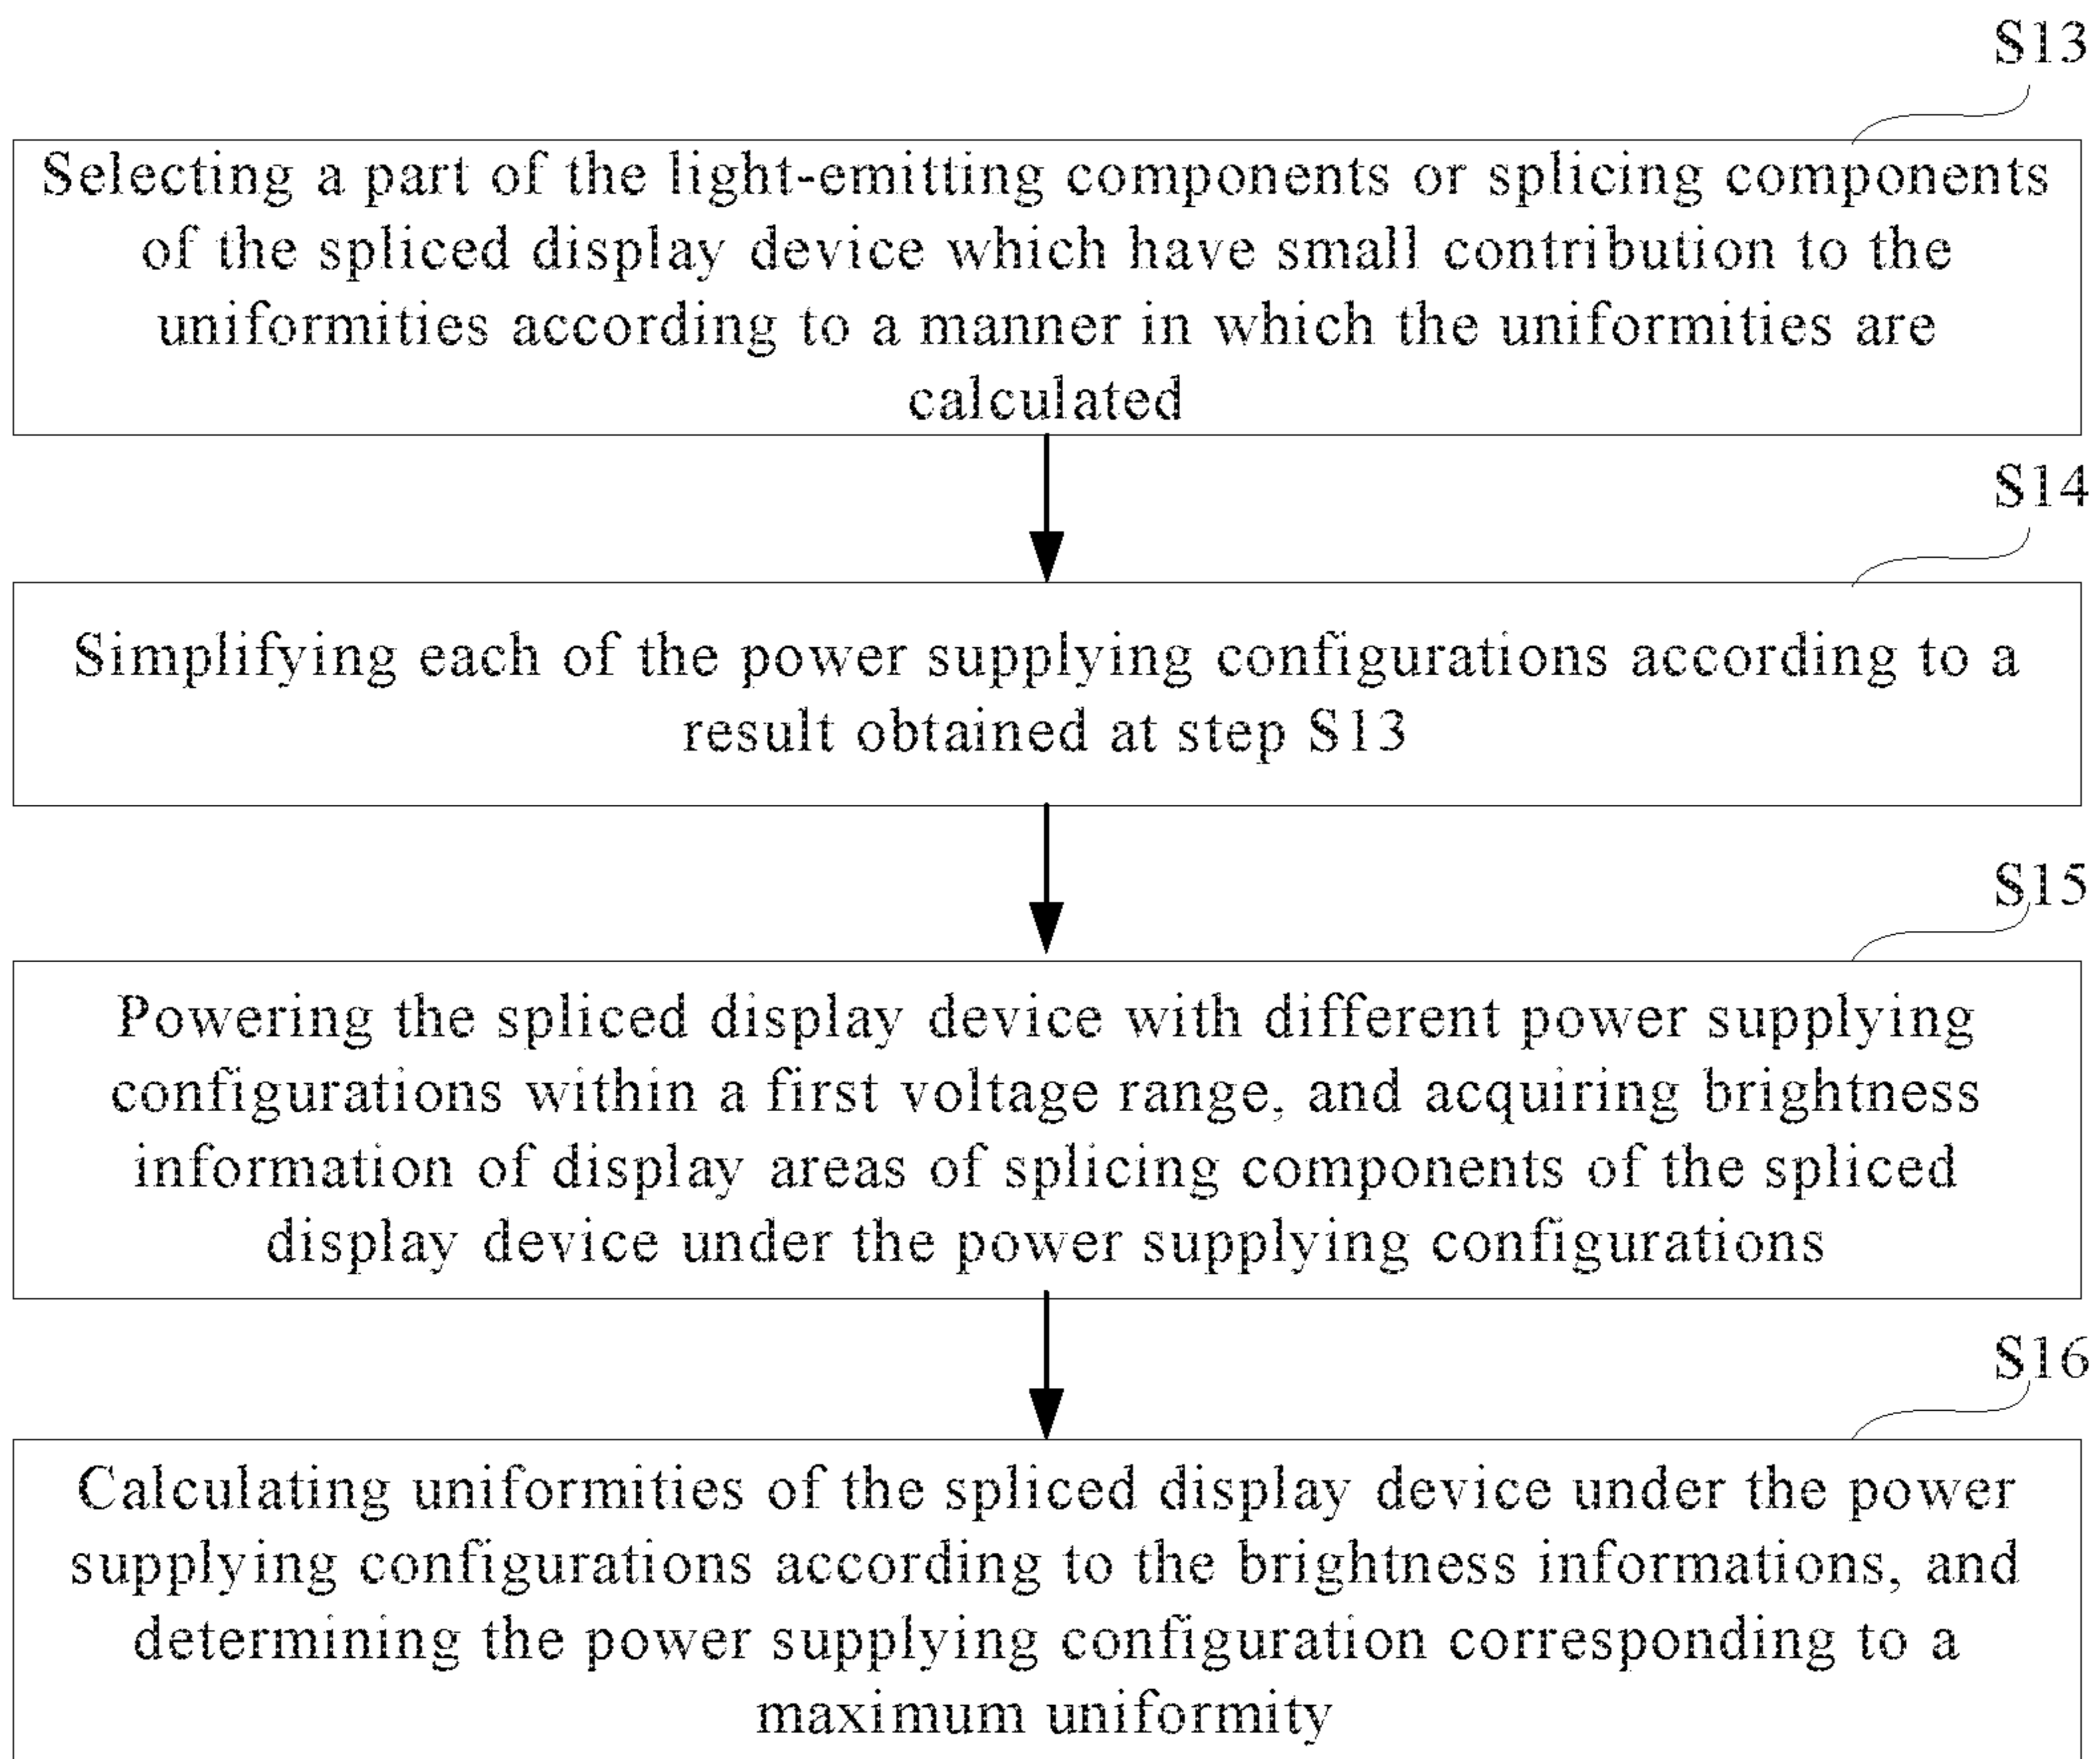 S13
Selecting a part of the light-emitting components or splicing components
of the spliced display device which have small contribution to the
uniformities according to a manner in which the uniformities are
calculated
S14
Simplifying each of the power supplying configurations according to a
result obtained at step S13
S15
Powering the spliced display device with different power supplying
configurations within a first voltage range, and acquiring brightness
information of display areas of splicing components of the spliced
display device under the power supplying configurations
S16
Calculating uniformities of the spliced display device under the power
supplying configurations according to the brightness informations, and
determining the power supplying configuration corresponding to a
maximum uniformity